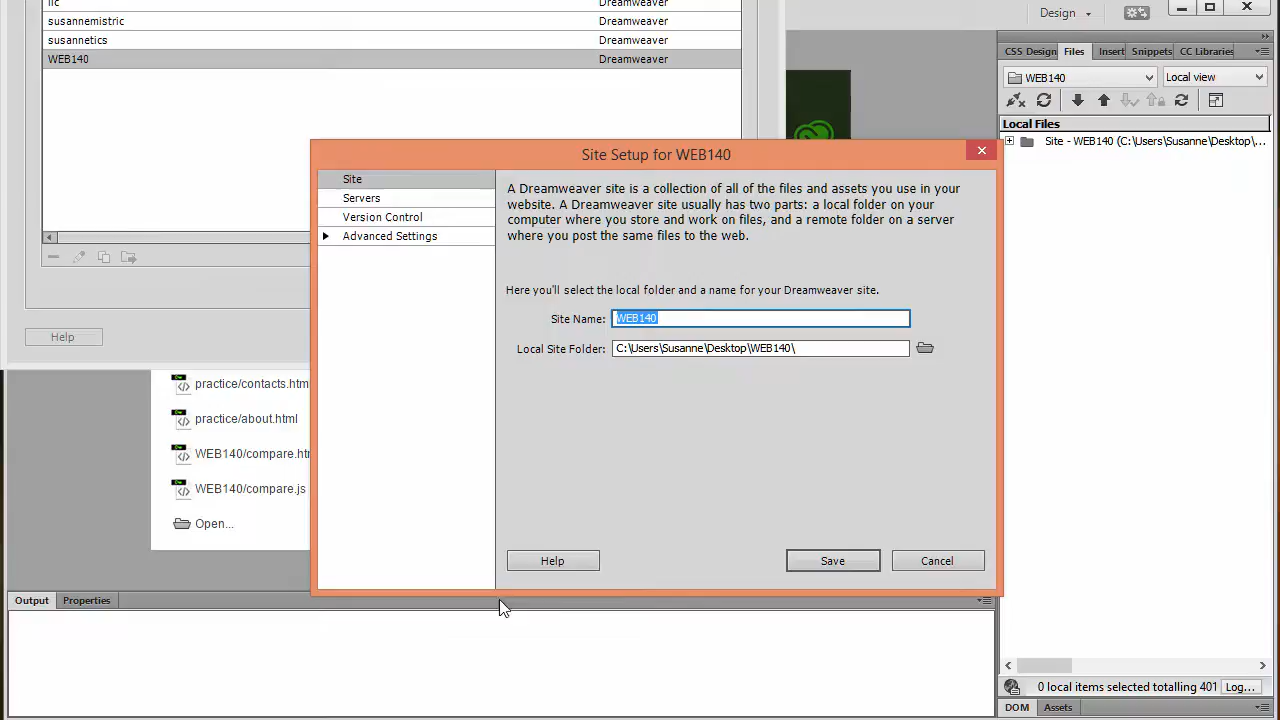 llc Dreamweaver
susannemistric Dreamweaver
susannetics Dreamweaver
WEB140 Dreamweaver
Help
practice/contacts.htm
practice/about.html
WEB140/compare.htm
WEB140/compare.js
Open...
Output Properties
Site Setup for WEB140
Site
Servers
Version Control
Advanced Settings
A Dreamweaver site is a collection of all of the files and assets you use in your
website. A Dreamweaver site usually has two parts: a local folder on your
computer where you store and work on files, and a remote folder on a server
where you post the same files to the web.
Here you'll select the local folder and a name for your Dreamweaver site.
Site Name: WEB140
Local Site Folder: C:\Users\Susanne\Desktop\WEB140\
Help Save Cancel
Design
CSS Design Files Insert Snippets CC Libraries
WEB140 Local view
Local Files
Site - WEB140 (C:\Users\Susanne\Desktop\...
0 local items selected totalling 401 Log...
DOM Assets